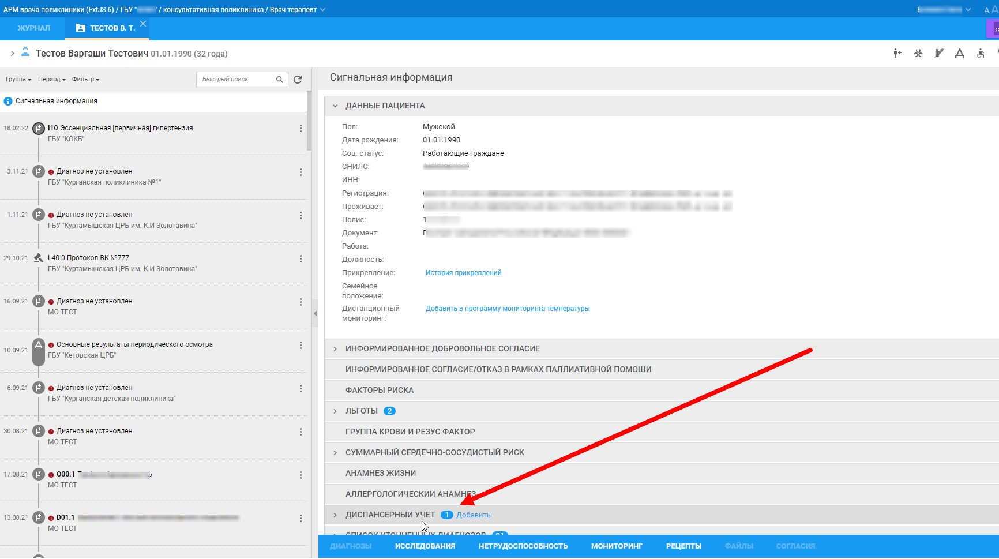 АРМ врача поликлиники (ExtJS 6) / ГБУ " " / консультативная поликлиника / Врач-терапевт
A A
ЖУРНАЛ
ТЕСТОВ В. Т.
Тестов Варгаши Тестович 01.01.1990 (32 года)
Группа Период Фильтр
Быстрый поиск
Сигнальная информация
18.02.22 I10 Эссенциальная [первичная] гипертензия
ГБУ "КОКБ"
3.11.21 Диагноз не установлен
ГБУ "Курганская поликлиника №1"
1.11.21 Диагноз не установлен
ГБУ "Куртамышская ЦРБ им. К.И Золотавина"
29.10.21 L40.0 Протокол ВК №777
ГБУ "Куртамышская ЦРБ им. К.И Золотавина"
16.09.21 Диагноз не установлен
МО ТЕСТ
10.09.21 Основные результаты периодического осмотра
ГБУ "Кетовская ЦРБ"
6.09.21 Диагноз не установлен
ГБУ "Курганская детская поликлиника"
30.08.21 Диагноз не установлен
МО ТЕСТ
17.08.21 O00.1
МО ТЕСТ
13.08.21 D01.1
МО ТЕСТ
Сигнальная информация
ДАННЫЕ ПАЦИЕНТА
Пол: Мужской
Дата рождения: 01.01.1990
Соц. статус: Работающие граждане
СНИЛС:
ИНН:
Регистрация:
Проживает:
Полис: 1
Документ:
Работа:
Должность:
Прикрепление: История прикреплений
Семейное
положение:
Дистанционный Добавить в программу мониторинга температуры
мониторинг:
ИНФОРМИРОВАННОЕ ДОБРОВОЛЬНОЕ СОГЛАСИЕ
ИНФОРМИРОВАННОЕ СОГЛАСИЕ/ОТКАЗ В РАМКАХ ПАЛЛИАТИВНОЙ ПОМОЩИ
ФАКТОРЫ РИСКА
ЛЬГОТЫ 2
ГРУППА КРОВИ И РЕЗУС ФАКТОР
СУММАРНЫЙ СЕРДЕЧНО-СОСУДИСТЫЙ РИСК
АНАМНЕЗ ЖИЗНИ
АЛЛЕРГОЛОГИЧЕСКИЙ АНАМНЕЗ
ДИСПАНСЕРНЫЙ УЧЁТ 1 Добавить
СПИСОК УТОЧНЕННЫХ ДИАГНОЗОВ
ДИАГНОЗЫ ИССЛЕДОВАНИЯ НЕТРУДОСПОСОБНОСТЬ МОНИТОРИНГ РЕЦЕПТЫ ФАЙЛЫ СОГЛАСИЯ